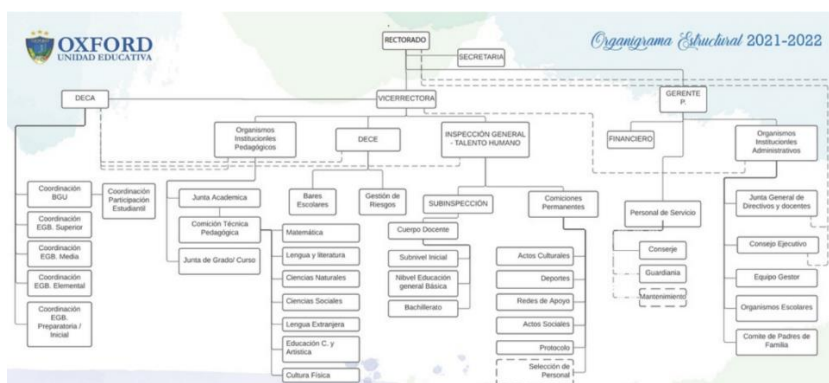 OXFORD
UNIDAD EDUCATIVA
Organigrama Estructural 2021-2022
RECTORADO
SECRETARIA
DECA
VICERRECTORA
GERENTE
P.
Organismos
Institucionles
Pedagógicos
DECE
INSPECCIÓN GENERAL
- TALENTO HUMANO
FINANCIERO
Organismos
Institucionles
Administrativos
Coordinación
BGU
Coordinación
Participación
Estudiantil
Coordinación
EGB. Superior
Coordinación
EGB. Media
Coordinación
EGB. Elemental
Coordinación
EGB.
Preparatoria /
Inicial
Junta Academica
Comición Técnica
Pedagógica
Junta de Grado/ Curso
Matemática
Lengua y literatura
Ciencias Naturales
Ciencias Sociales
Lengua Extranjera
Educación C. y
Artistica
Cultura Física
Bares
Escolares
Gestión de
Riesgos
SUBINSPECCIÓN
Cuerpo Docente
Subnivel Inicial
Nibvel Educación
general Básica
Bachillerato
Comiciones
Permanentes
Actos Culturales
Deportes
Redes de Apoyo
Actos Sociales
Protocolo
Selección de
Personal
Personal de Servicio
Conserje
Guardiania
Mantenimiento
Junta General de
Directivos y docentes
Consejo Ejecutivo
Equipo Gestor
Organismos Escolares
Comite de Padres de
Familia